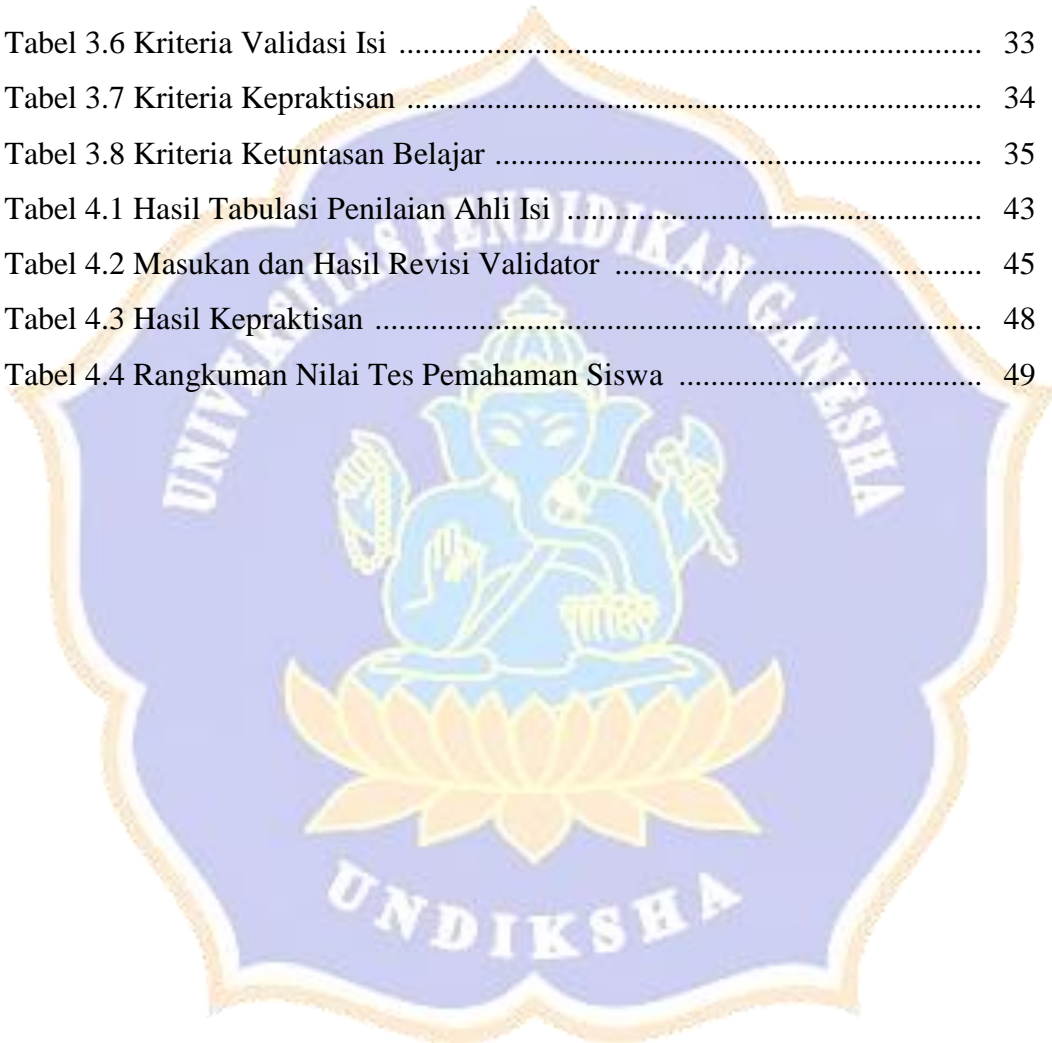 Tabel 3.6 Kriteria Validasi Isi ........................................................................ 33
Tabel 3.7 Kriteria Kepraktisan ....................................................................... 34
Tabel 3.8 Kriteria Ketuntasan Belajar ............................................................ 35
Tabel 4.1 Hasil Tabulasi Penilaian Ahli Isi ................................................... 43
Tabel 4.2 Masukan dan Hasil Revisi Validator ............................................. 45
Tabel 4.3 Hasil Kepraktisan ........................................................................... 48
Tabel 4.4 Rangkuman Nilai Tes Pemahaman Siswa ..................................... 49
UNIVERSITAS PENDIDIKAN GANESHA
UNDIKSHA